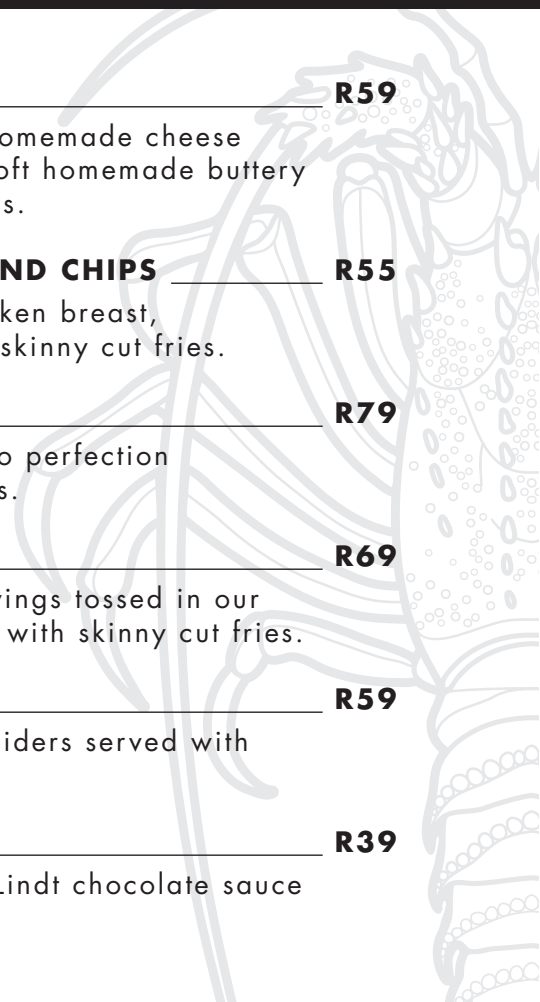 R59
omemade cheese
oft homemade buttery
s.
ND CHIPS R55
ken breast,
skinny cut fries.
R79
o perfection
s.
R69
ings tossed in our
with skinny cut fries.
R59
iders served with
R39
Lindt chocolate sauce